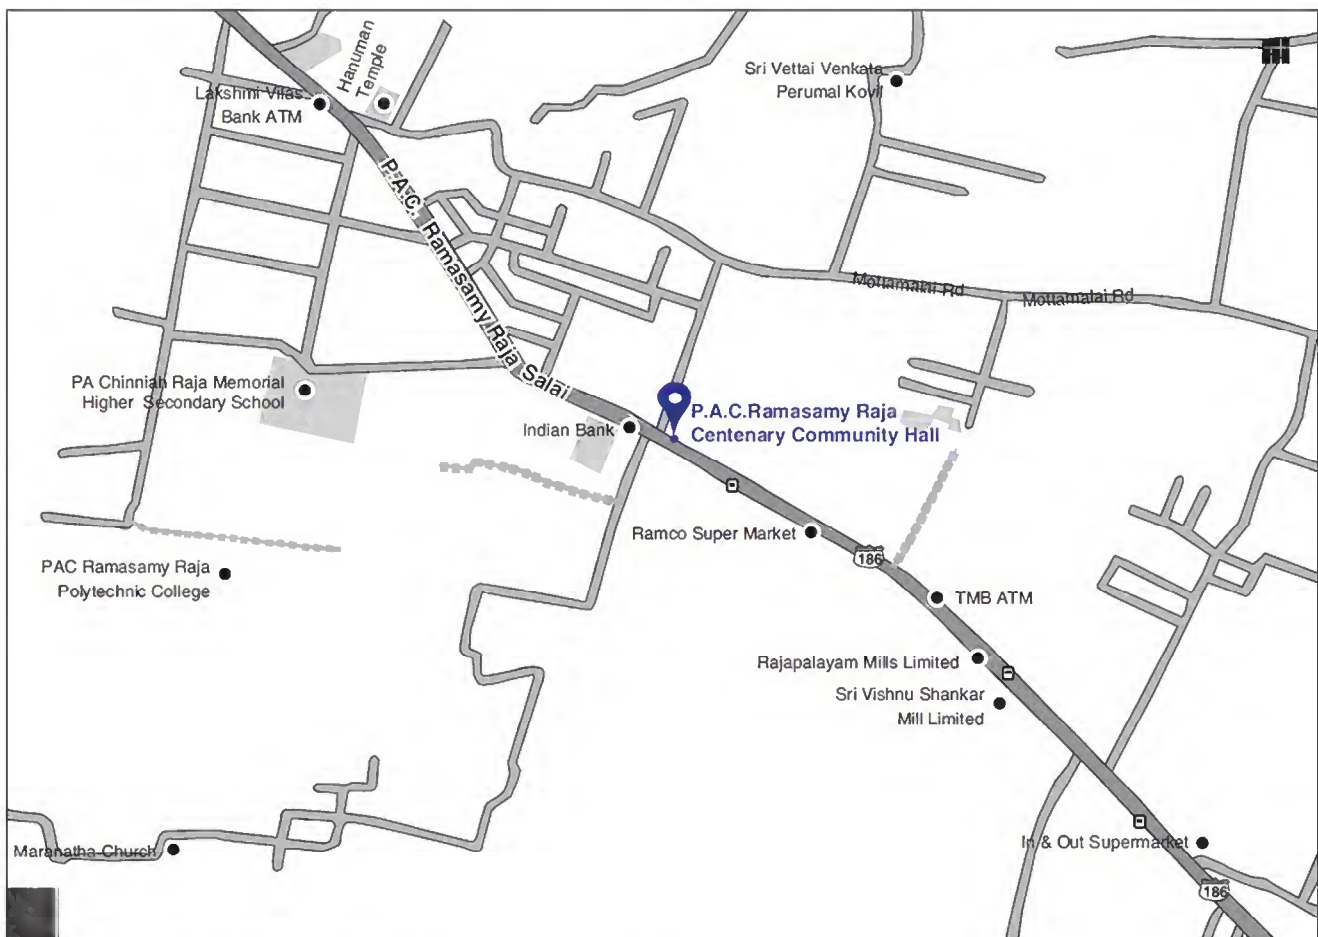 Hanuman
Temple
Lakshmi Vilas
Bank ATM
Sri Vettai Venkata
Perumal Kovil
P.A.C. Ramasamy Raja Salai
Mottamalai Rd
Mottamalai Rd
PA Chinniah Raja Memorial
Higher Secondary School
Indian Bank
P.A.C.Ramasamy Raja
Centenary Community Hall
Ramco Super Market
186
PAC Ramasamy Raja
Polytechnic College
TMB ATM
Rajapalayam Mills Limited
Sri Vishnu Shankar
Mill Limited
Maranatha Church
In & Out Supermarket
186